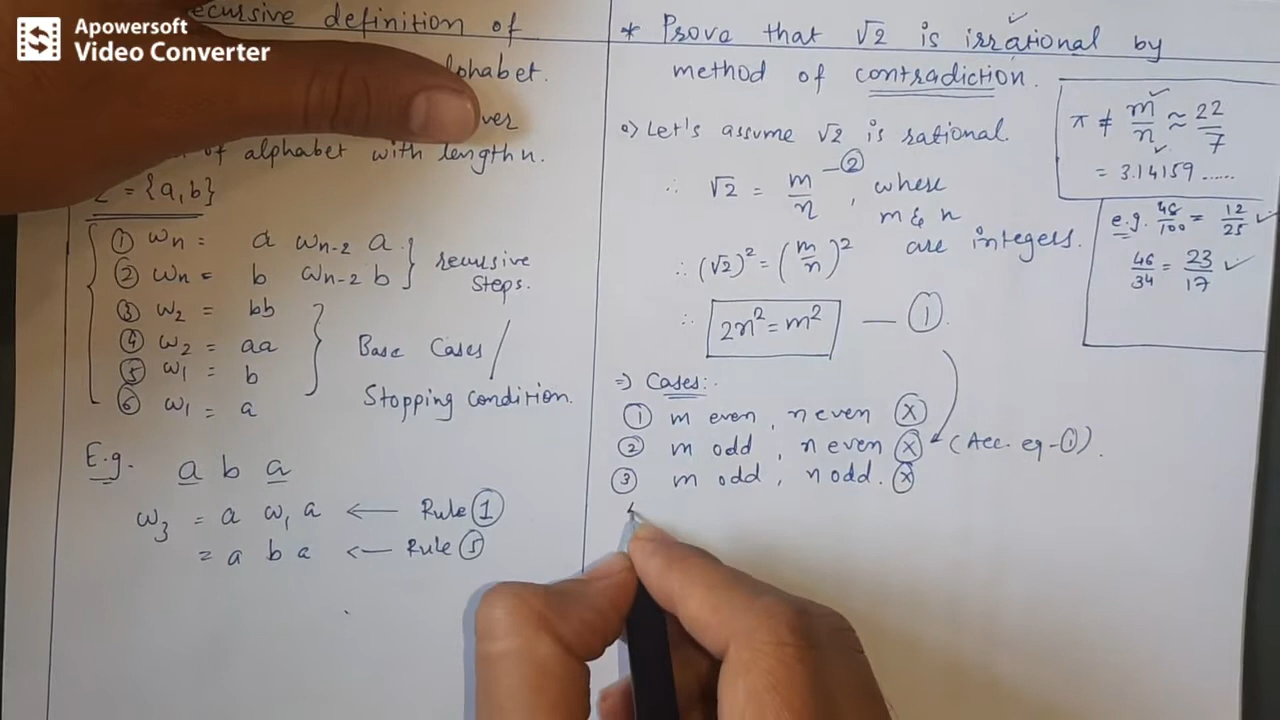 Apowersoft
Video Converter
recursive definition of
alphabet.
over
of alphabet with length n.
Σ = {a,b}
① Wn = a Wn-2 a
② Wn = b Wn-2 b
recursive
steps.
③ W2 = bb
④ W2 = aa
⑤ W1 = b
⑥ W1 = a
Base Cases /
Stopping condition.
E.g. a b a
W3 = a W1 a ← Rule ①
= a b a ← Rule ⑤
* Prove that √2 is irrational by
method of contradiction.
•) Let's assume √2 is rational.
∴ √2 = m/n —②, where
m & n
are integers.
∴ (√2)² = (m/n)²
∴ 2n² = m² — ①.
π ≠ m/n ≈ 22/7
= 3.14159......
e.g. 48/100 = 12/25 ✓
46/34 = 23/17 ✓
=) Cases:.
① m even, n even ⓧ
② m odd, n even ⓧ (Acc. eq-①).
③ m odd, n odd. ⓧ